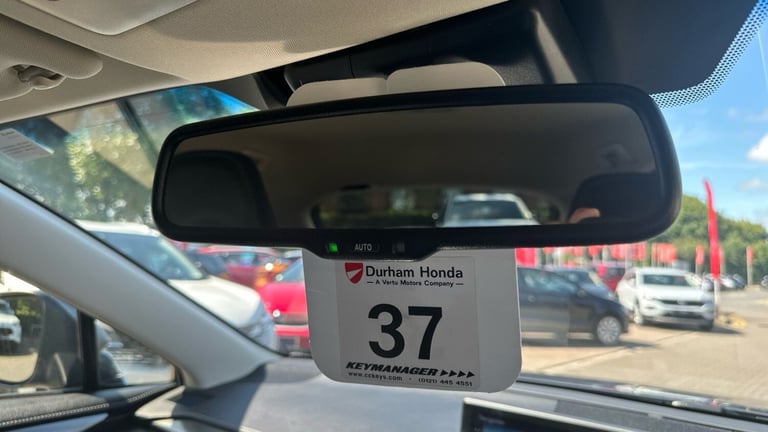 AUTO
Durham Honda
— A Vertu Motors Company —
37
KEYMANAGER
www.cckeys.com • (0121) 445 4551